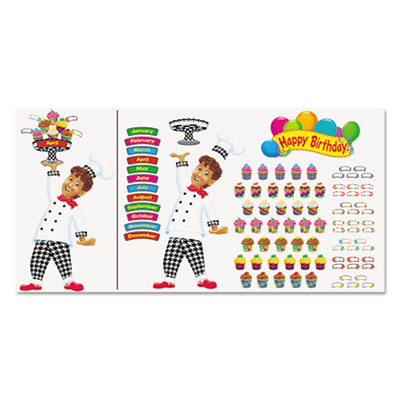 April
January
February
March
April
May
June
July
August
September
October
November
December
Happy Birthday!